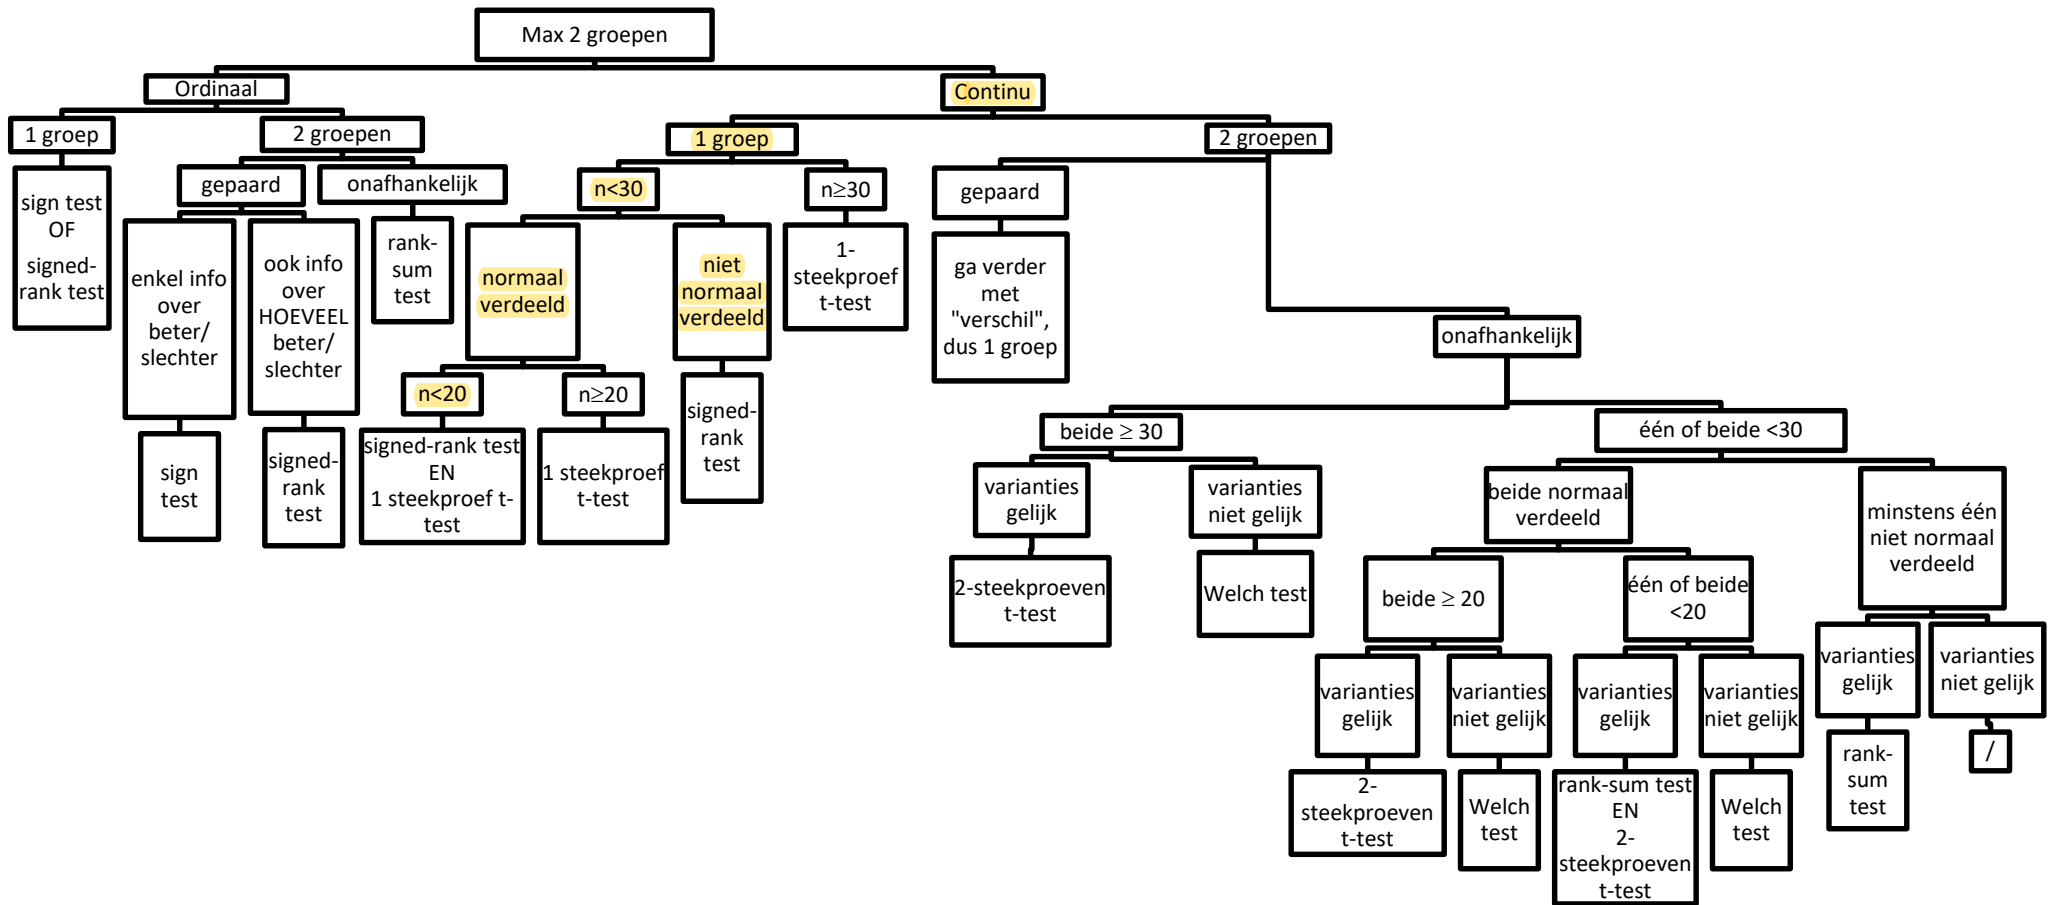 Max 2 groepen
Ordinaal
Continu
1 groep
2 groepen
1 groep
2 groepen
sign test
OF
signed-
rank test
gepaard
onafhankelijk
enkel info
over
beter/
slechter
ook info
over
HOEVEEL
beter/
slechter
rank-
sum
test
sign
test
signed-
rank
test
n<30
n≥30
normaal
verdeeld
niet
normaal
verdeeld
1-
steekproef
t-test
n<20
n≥20
signed-rank test
EN
1 steekproef t-
test
1 steekproef
t-test
signed-
rank
test
gepaard
ga verder
met
"verschil",
dus 1 groep
onafhankelijk
beide ≥ 30
één of beide <30
varianties
gelijk
varianties
niet gelijk
2-steekproeven
t-test
Welch test
beide normaal
verdeeld
minstens één
niet normaal
verdeeld
beide ≥ 20
één of beide
<20
varianties
gelijk
varianties
niet gelijk
varianties
gelijk
varianties
niet gelijk
varianties
gelijk
varianties
niet gelijk
2-
steekproeven
t-test
Welch
test
rank-sum test
EN
2-
steekproeven
t-test
Welch
test
rank-
sum
test
/